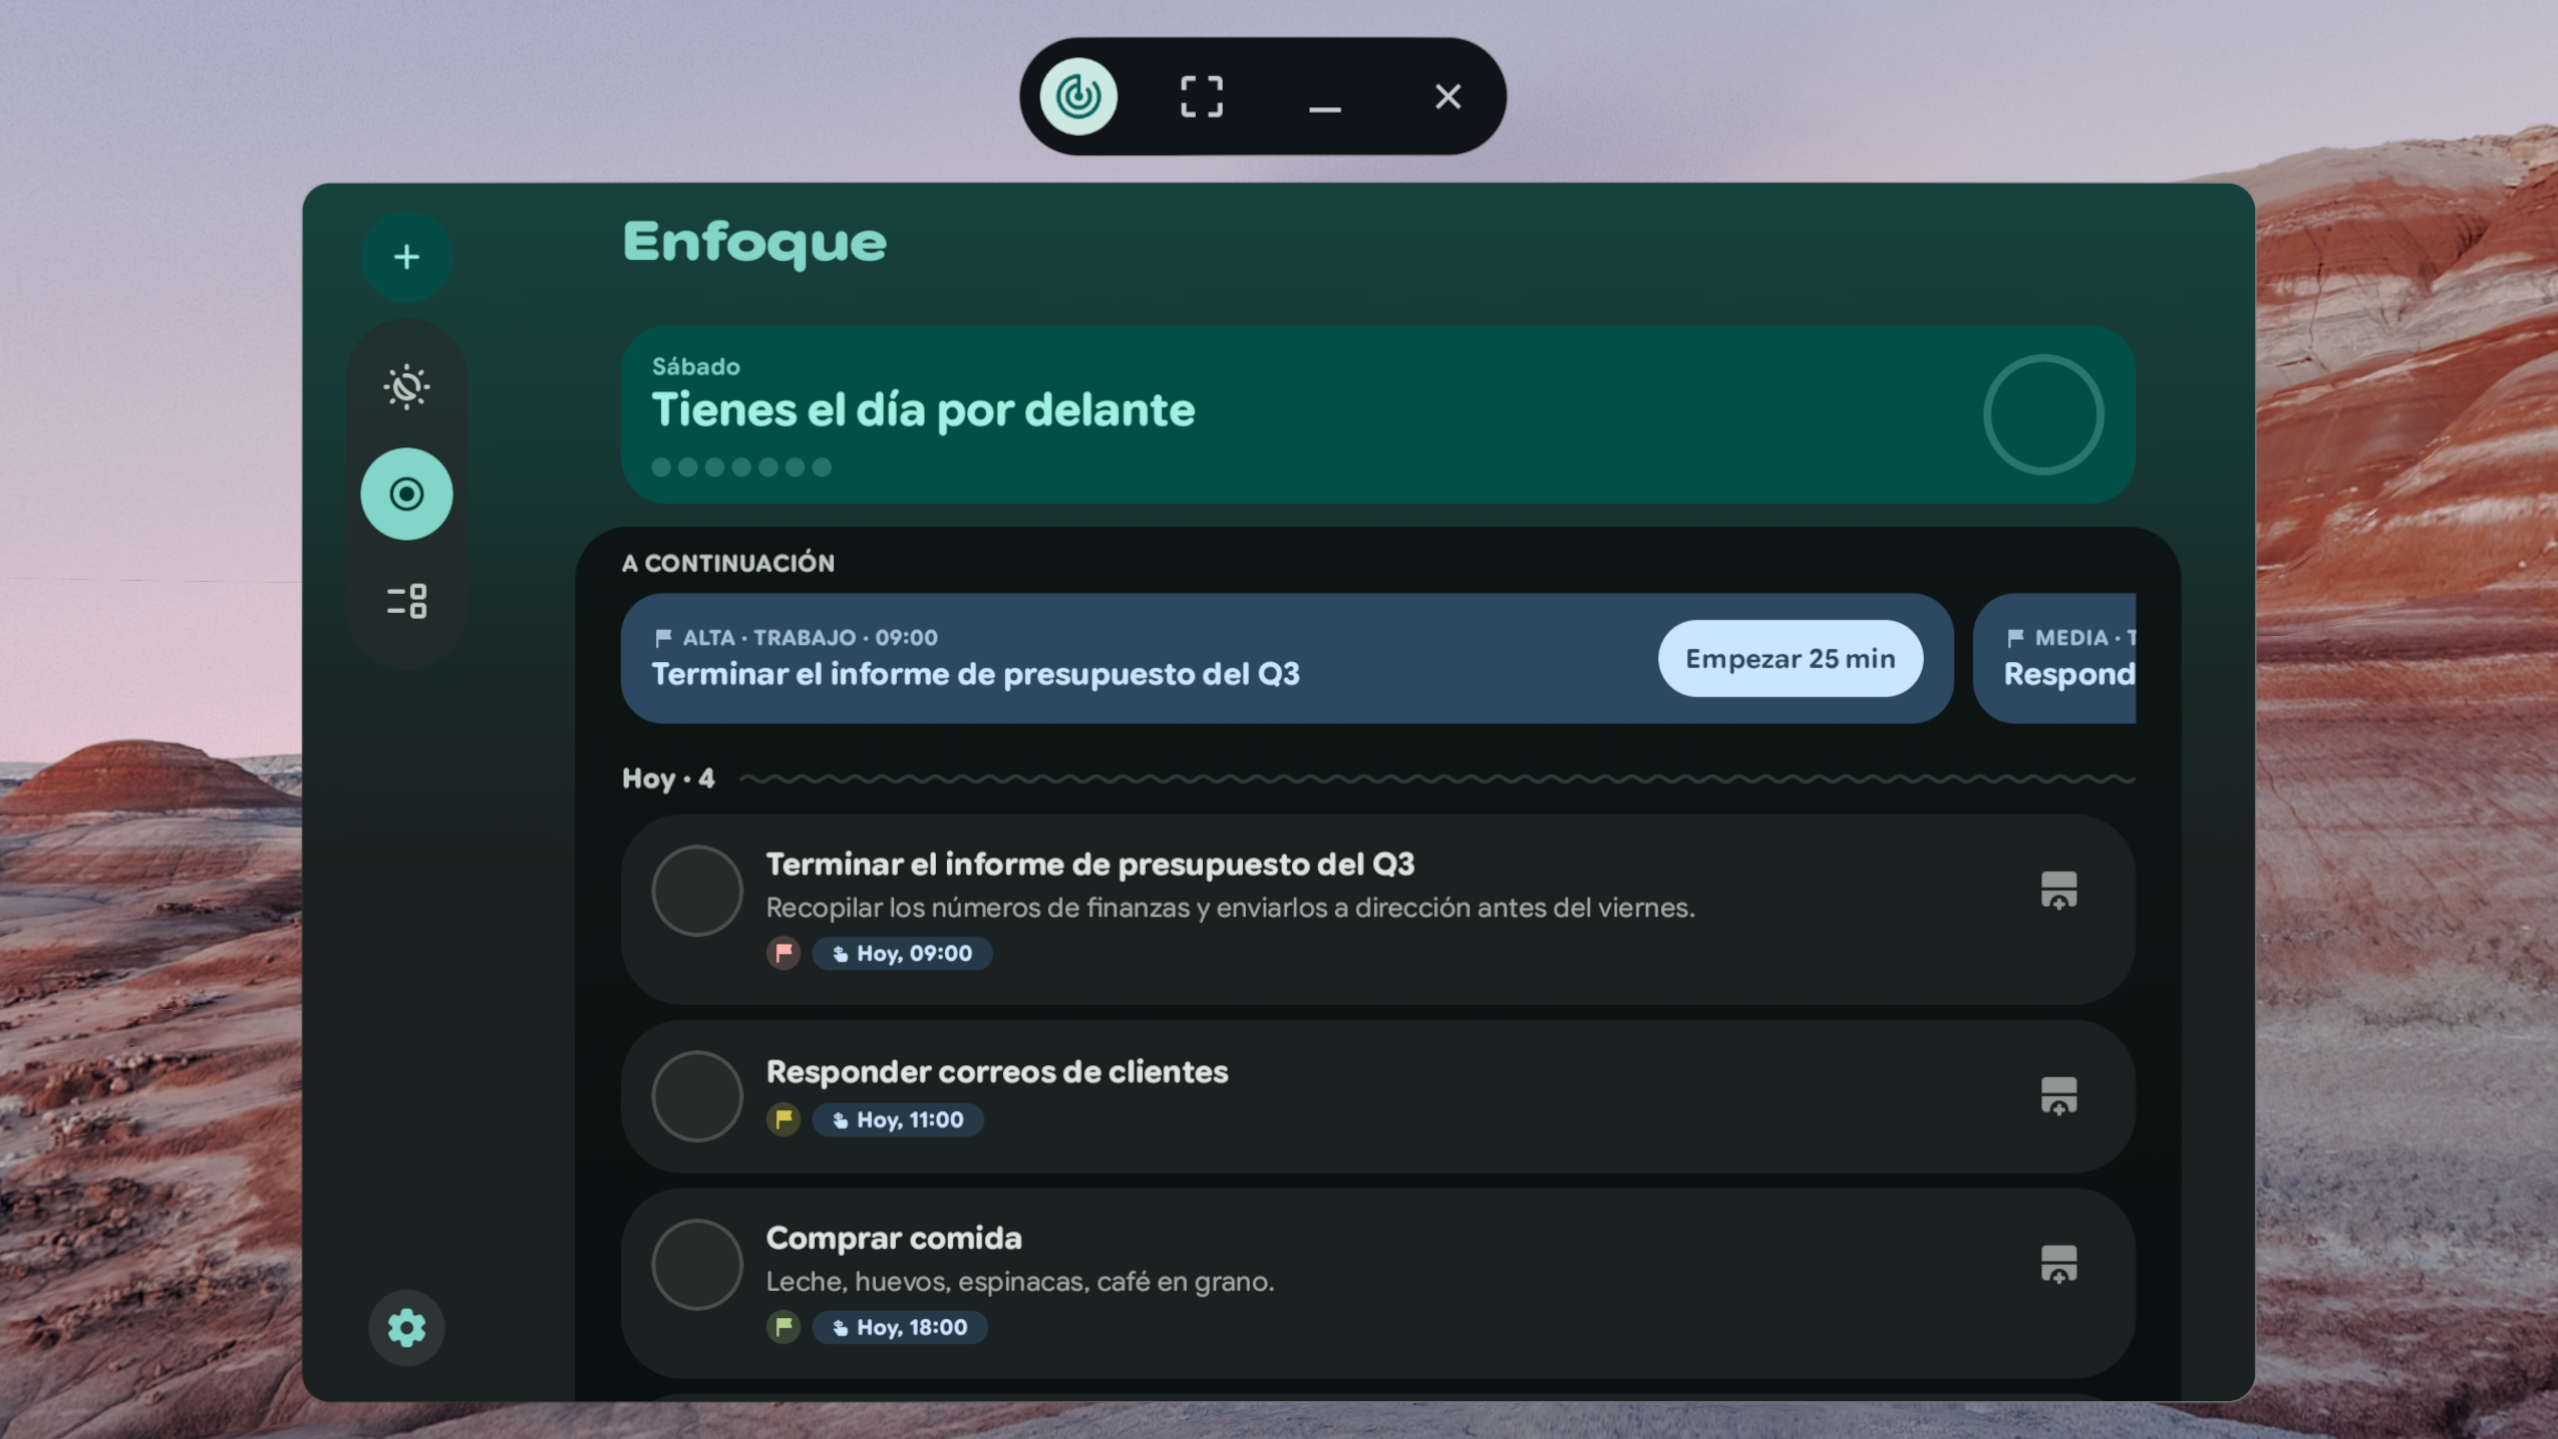 Enfoque
Sábado
Tienes el día por delante
A CONTINUACIÓN
ALTA · TRABAJO · 09:00
Terminar el informe de presupuesto del Q3
Empezar 25 min
MEDIA · T
Respond
Hoy · 4
Terminar el informe de presupuesto del Q3
Recopilar los números de finanzas y enviarlos a dirección antes del viernes.
Hoy, 09:00
Responder correos de clientes
Hoy, 11:00
Comprar comida
Leche, huevos, espinacas, café en grano.
Hoy, 18:00